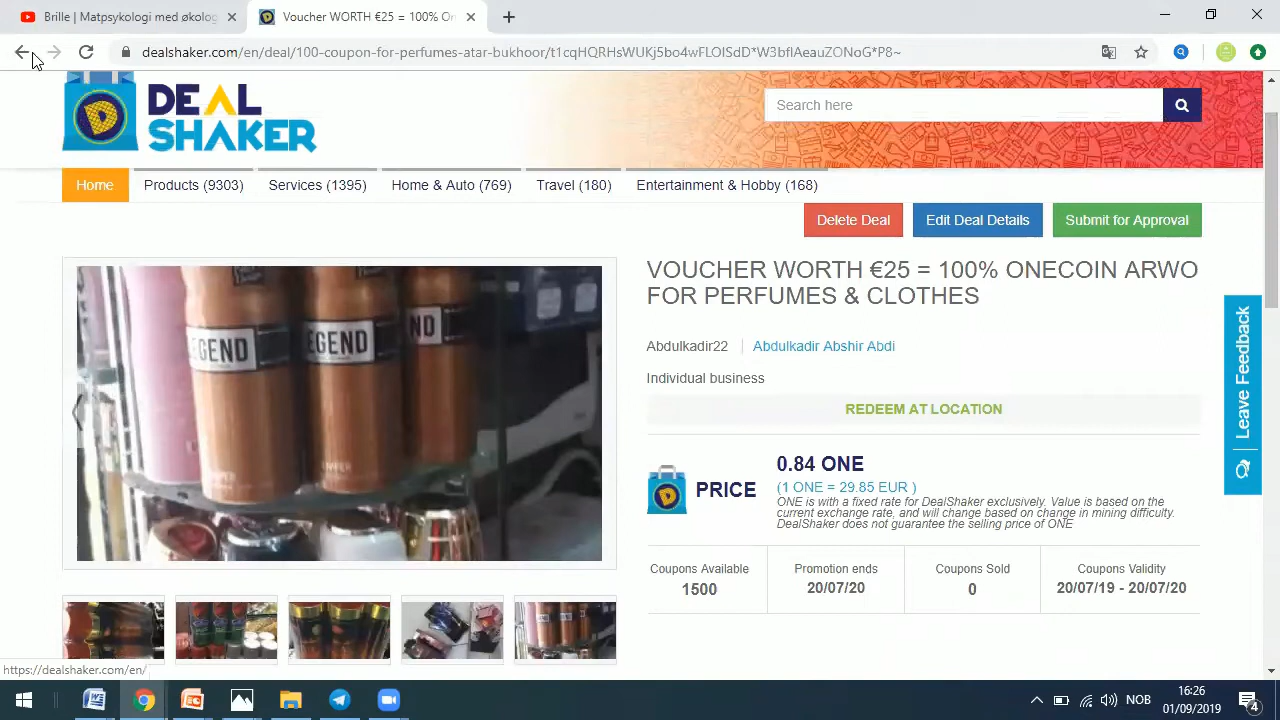 Brille | Matpsykologi med økolog
Voucher WORTH €25 = 100% On
dealshaker.com/en/deal/100-coupon-for-perfumes-atar-bukhoor/t1cqHQRHsWUKj5bo4wFLOlSdD*W3bfAeauZONoG*P8~
DEAL
SHAKER
Search here
Home
Products (9303)
Services (1395)
Home & Auto (769)
Travel (180)
Entertainment & Hobby (168)
Delete Deal
Edit Deal Details
Submit for Approval
VOUCHER WORTH €25 = 100% ONECOIN ARWO
FOR PERFUMES & CLOTHES
EGEND
EGEND
ND
Abdulkadir22
Abdulkadir Abshir Abdi
Individual business
REDEEM AT LOCATION
Leave Feedback
PRICE
0.84 ONE
(1 ONE = 29.85 EUR )
ONE is with a fixed rate for DealShaker exclusively. Value is based on the
current exchange rate, and will change based on change in mining difficulty.
DealShaker does not guarantee the selling price of ONE
Coupons Available
1500
Promotion ends
20/07/20
Coupons Sold
0
Coupons Validity
20/07/19 - 20/07/20
https://dealshaker.com/en/
NOB
16:26
01/09/2019
4